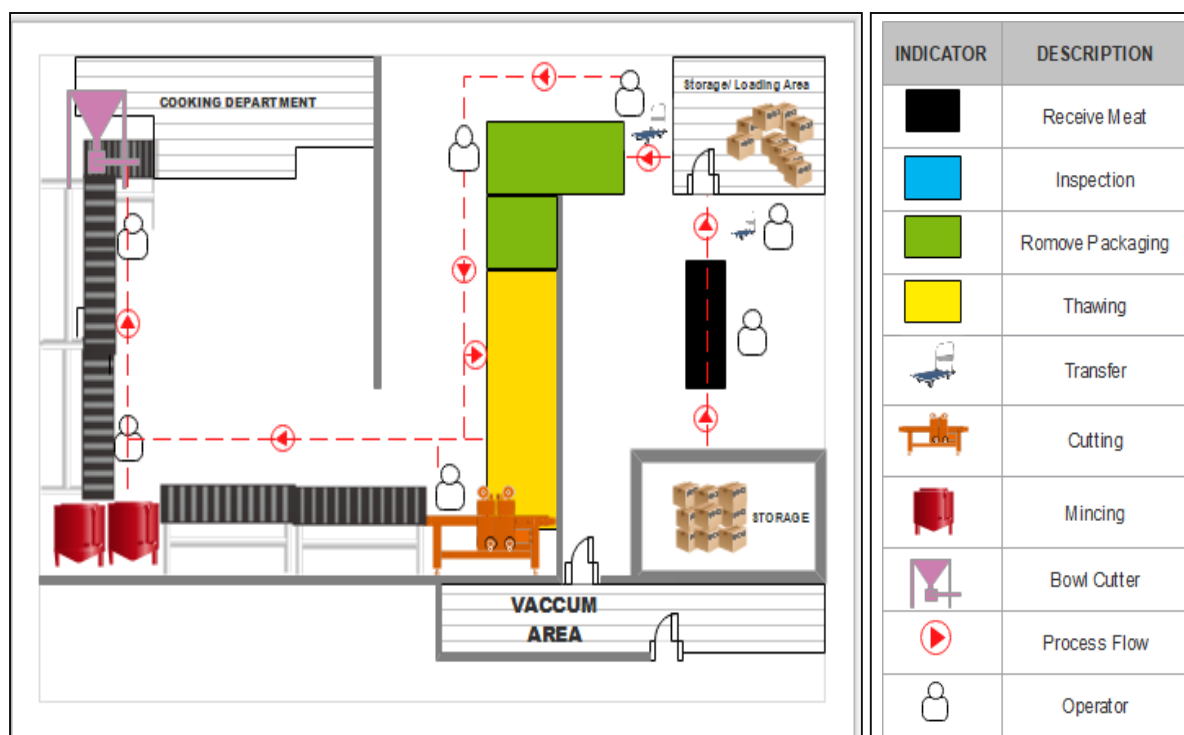 COOKING DEPARTMENT
Storage/ Loading Area
STORAGE
VACCUM
AREA
INDICATOR DESCRIPTION
Receive Meat
Inspection
Romove Packaging
Thawing
Transfer
Cutting
Mincing
Bowl Cutter
Process Flow
Operator